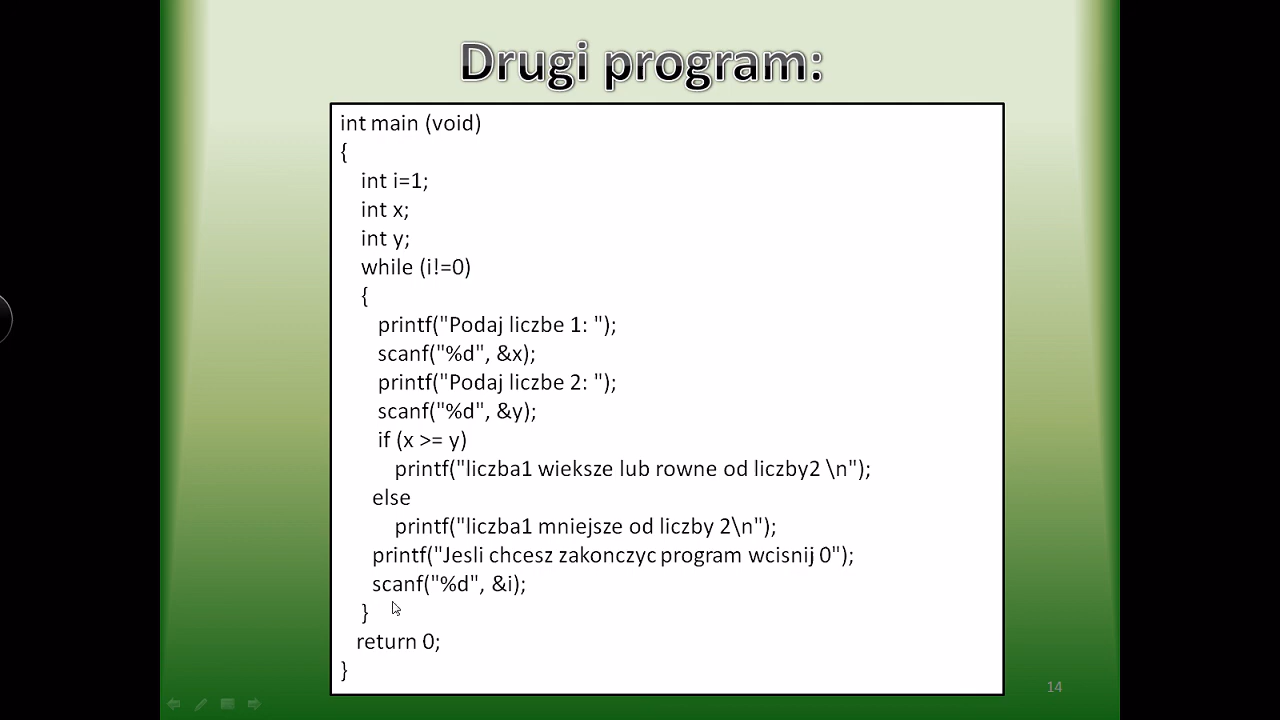 Drugi program:
int main (void)
{
int i=1;
int x;
int y;
while (i!=0)
{
printf("Podaj liczbe 1: ");
scanf("%d", &x);
printf("Podaj liczbe 2: ");
scanf("%d", &y);
if (x >= y)
printf("liczba1 wieksze lub rowne od liczby2 \n");
else
printf("liczba1 mniejsze od liczby 2\n");
printf("Jesli chcesz zakonczyc program wcisnij 0");
scanf("%d", &i);
}
return 0;
}
14